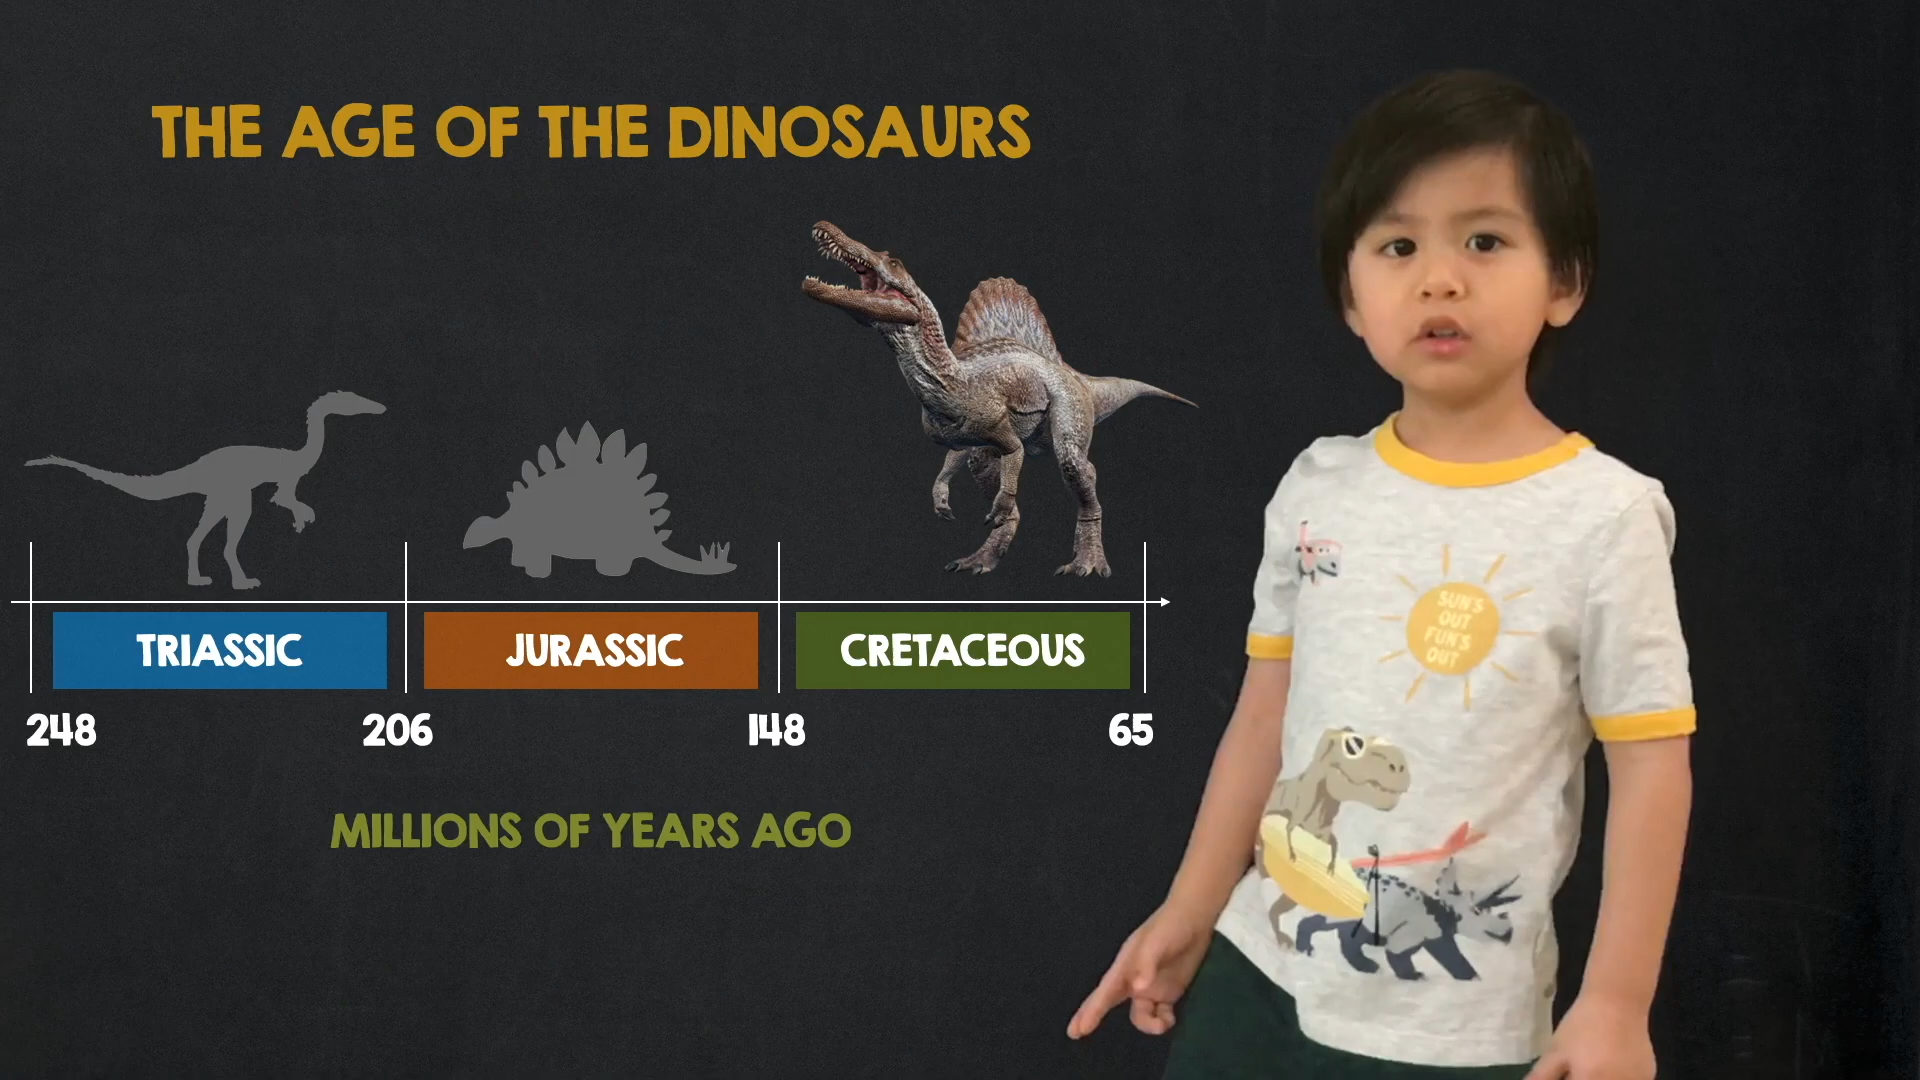 THE AGE OF THE DINOSAURS
TRIASSIC
JURASSIC
CRETACEOUS
248
206
148
65
MILLIONS OF YEARS AGO
SUN'S
OUT
FUN'S
OUT